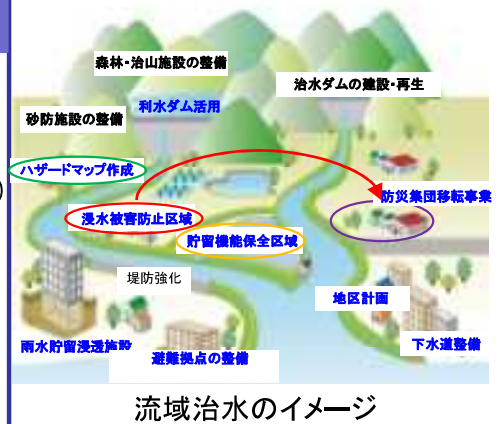 森林・治山施設の整備
治水ダムの建設・再生
利水ダム活用
砂防施設の整備
ハザードマップ作成
)
防災集団移転事業
浸水被害防止区域
貯留機能保全区域
堤防強化
地区計画
雨水貯留浸透施設
避難拠点の整備
下水道整備
流域治水のイメージ